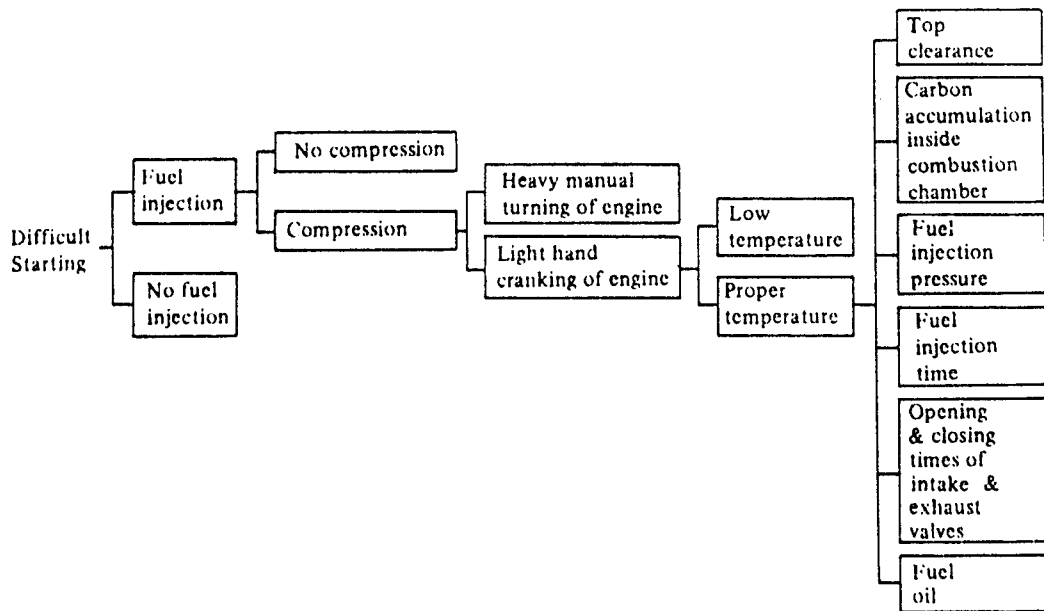 Difficult
Starting
Fuel
injection
No fuel
injection
No compression
Compression
Heavy manual
turning of engine
Light hand
cranking of engine
Low
temperature
Proper
temperature
Top
clearance
Carbon
accumulation
inside
combustion
chamber
Fuel
injection
pressure
Fuel
injection
time
Opening
& closing
times of
intake & 
exhaust
valves
Fuel
oil